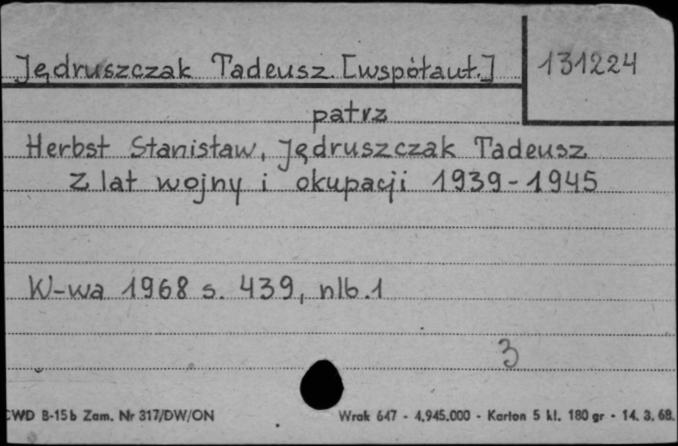 Jędruszczak Tadeusz. [współaut.]
131224
patrz
Herbst Stanisław, Jędruszczak Tadeusz
Z lat wojny i okupacji 1939-1945
W-wa 1968 s. 439, nlb. 1
3
CWD B-15b Zam. Nr 317/DW/ON
Wrak 647 - 4,945.000 - Karton 5 kl. 180 gr - 14. 3. 68.